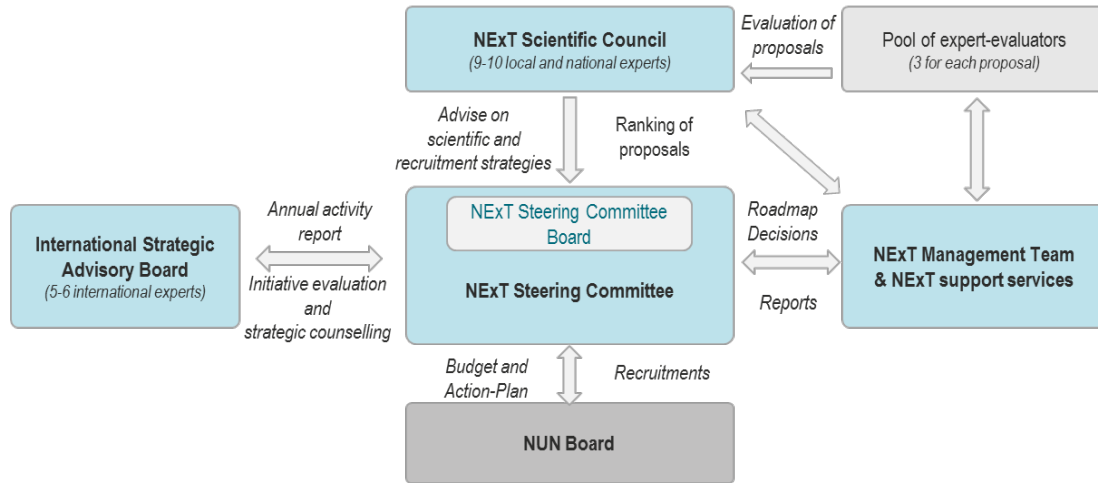 NExT Scientific Council
(9-10 local and national experts)
Evaluation of
proposals
Pool of expert-evaluators
(3 for each proposal)
Advise on
scientific and
recruitment strategies
Ranking of
proposals
International Strategic
Advisory Board
(5-6 international experts)
Annual activity
report
Initiative evaluation
and
strategic counselling
NExT Steering Committee
Board
NExT Steering Committee
Roadmap
Decisions
Reports
NExT Management Team
& NExT support services
Budget and
Action-Plan
Recruitments
NUN Board